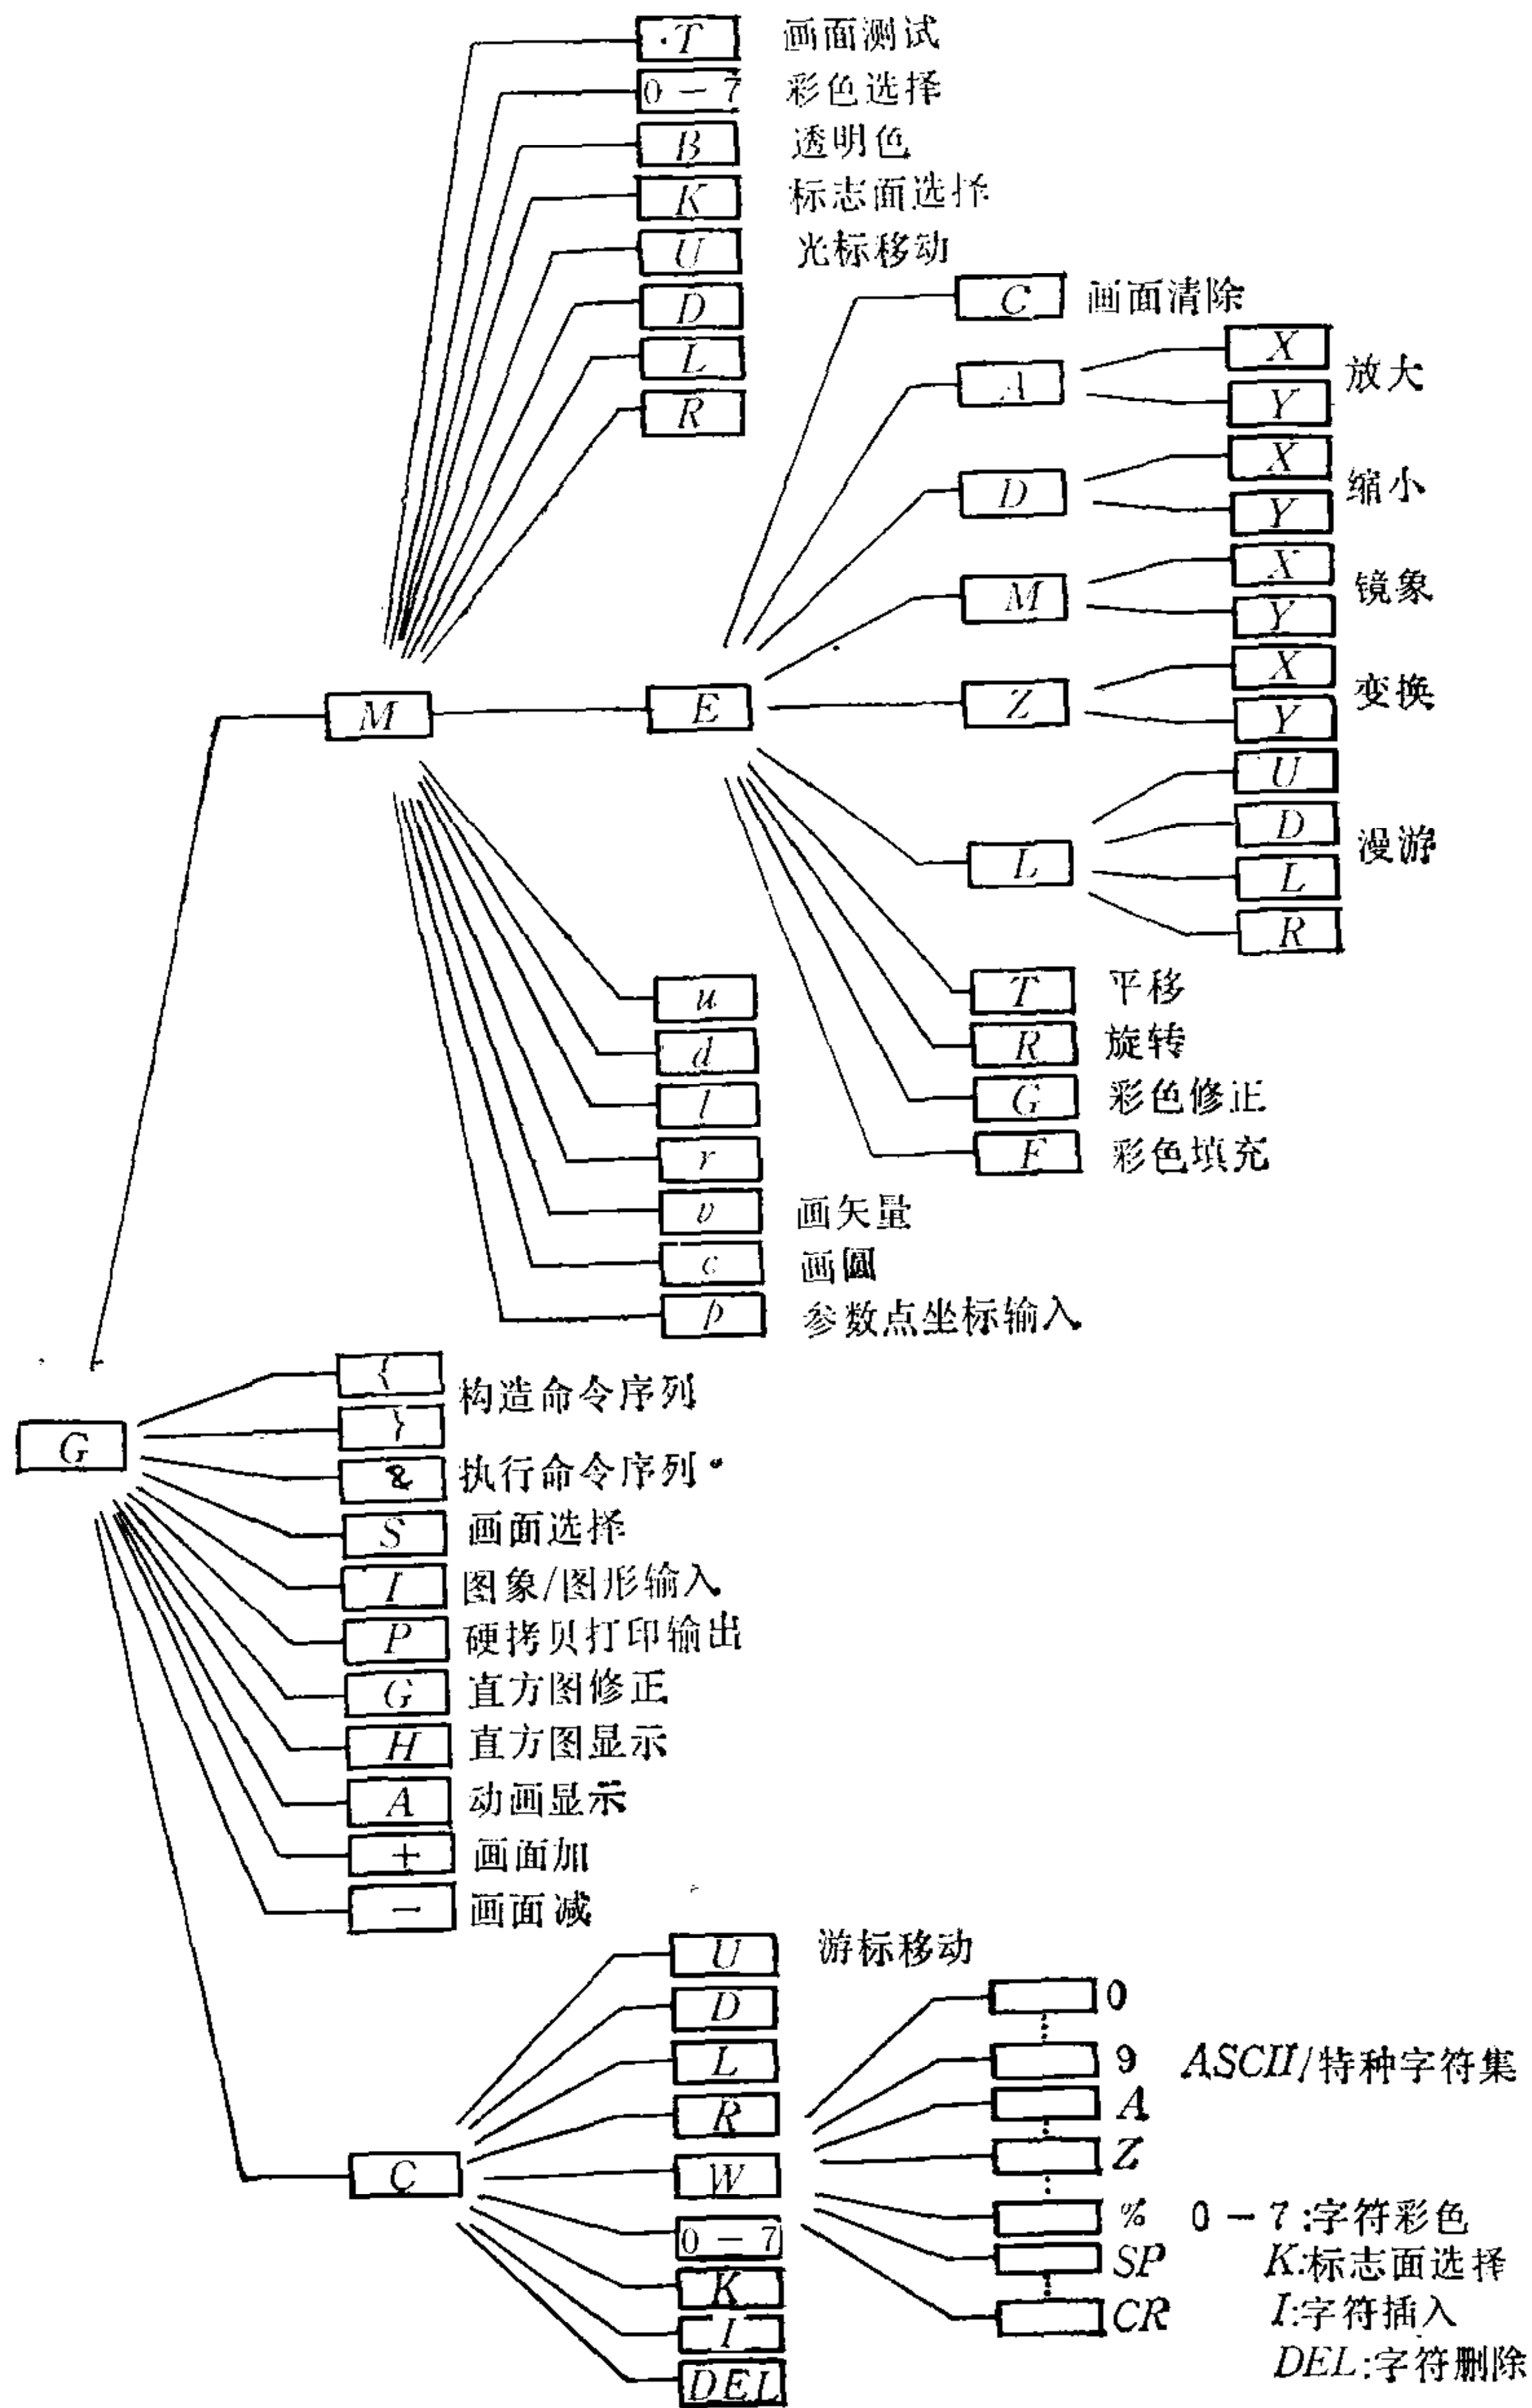 T 画面测试
0－7 彩色选择
B 透明色
K 标志面选择
U 光标移动
D
L
R
C 画面清除
A
X
Y
放大
D
X
Y
缩小
M
X
Y
镜象
M
E
Z
X
Y
变换
L
U
D
L
R
漫游
T 平移
R 旋转
G 彩色修正
F 彩色填充
u
d
l
r
v 画矢量
c 画圆
p 参数点坐标输入
G
{
}
构造命令序列
& 执行命令序列
S 画面选择
I 图象/图形输入
P 硬拷贝打印输出
G 直方图修正
H 直方图显示
A 动画显示
+ 画面加
－ 画面减
C
U 游标移动
D
L
R
W
0－7
K
I
DEL
0
9 ASCII/特种字符集
A
Z
% 0－7:字符彩色
SP K:标志面选择
CR I:字符插入
DEL:字符删除